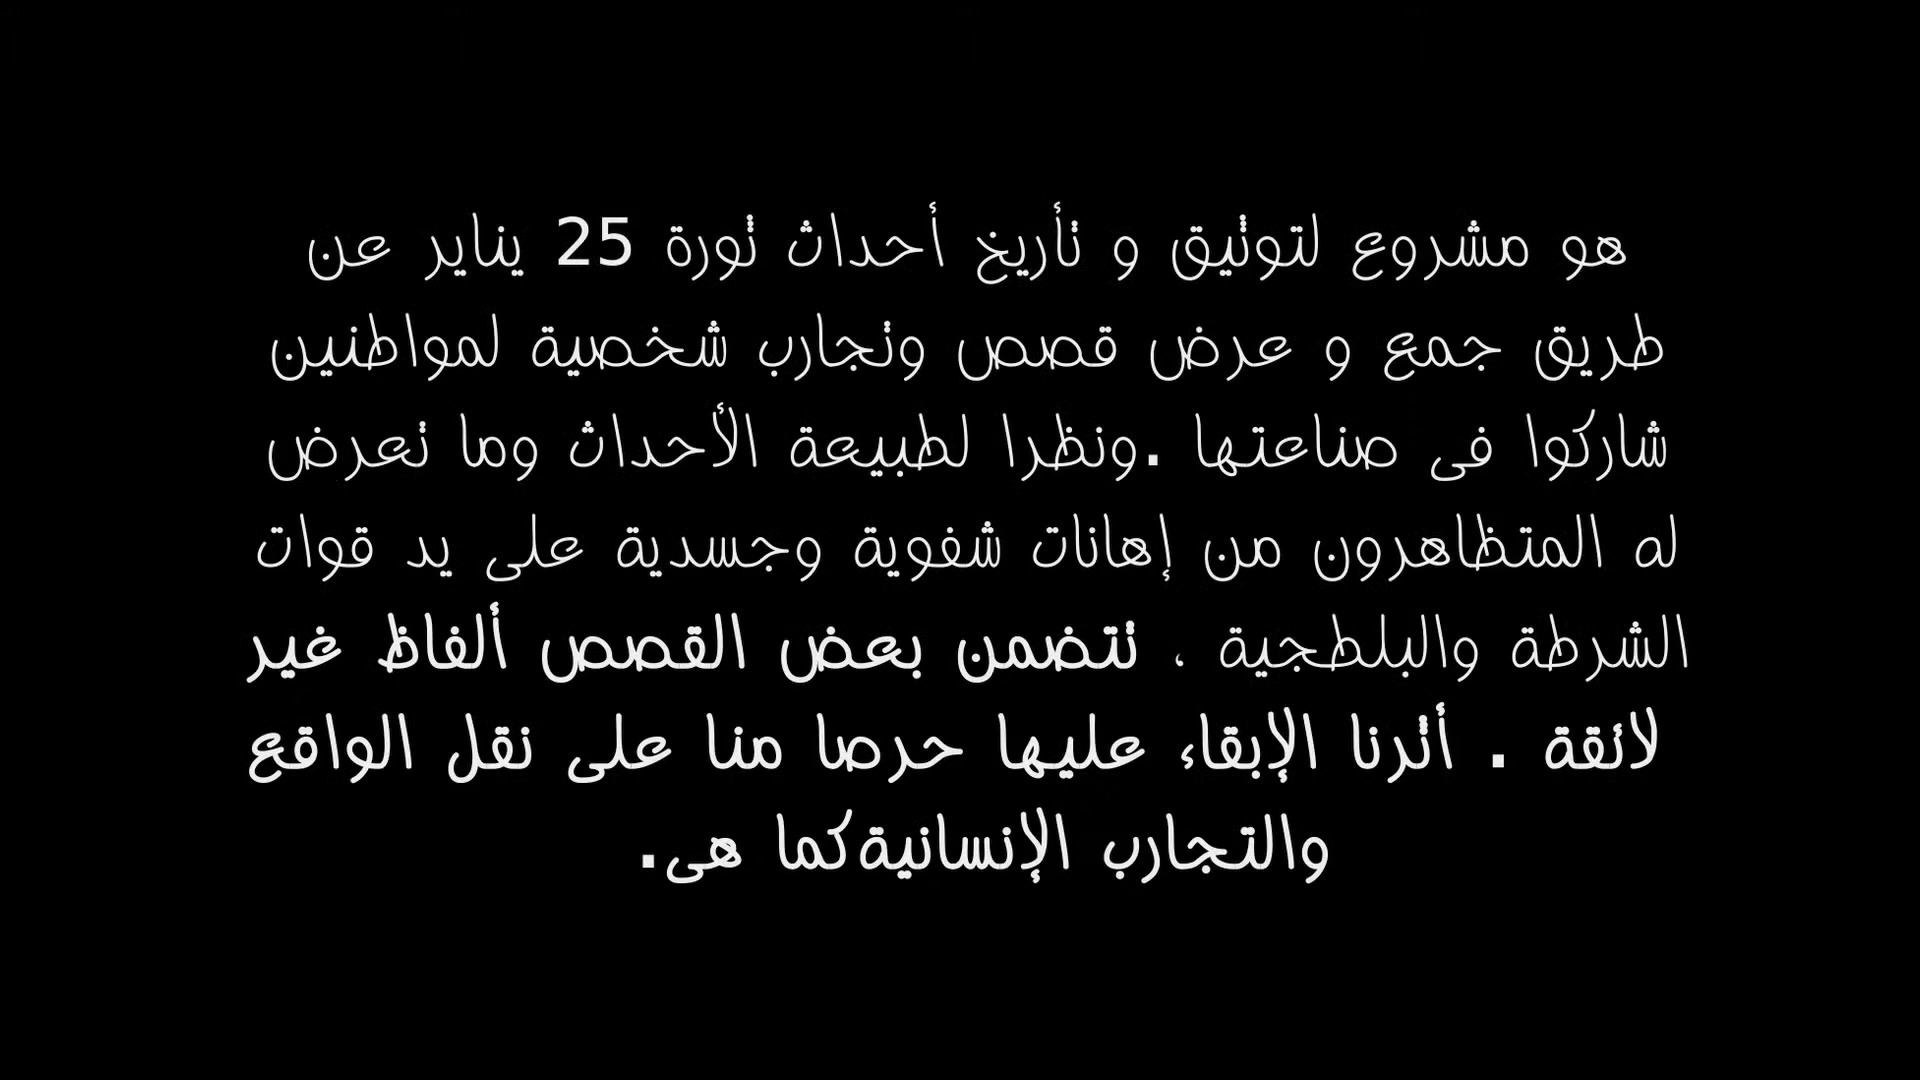 هو مشروع لتوثيق و تأريخ أحداث ثورة 25 يناير عن
طريق جمع و عرض قصص وتجارب شخصية لمواطنين
شاركوا فى صناعتها .ونظرا لطبيعة الأحداث وما تعرض
له المتظاهرون من إهانات شفوية وجسدية على يد قوات
الشرطة والبلطجية ، تتضمن بعض القصص ألفاظ غير
لائقة . أثرنا الإبقاء عليها حرصا منا على نقل الواقع
والتجارب الإنسانية كما هى.